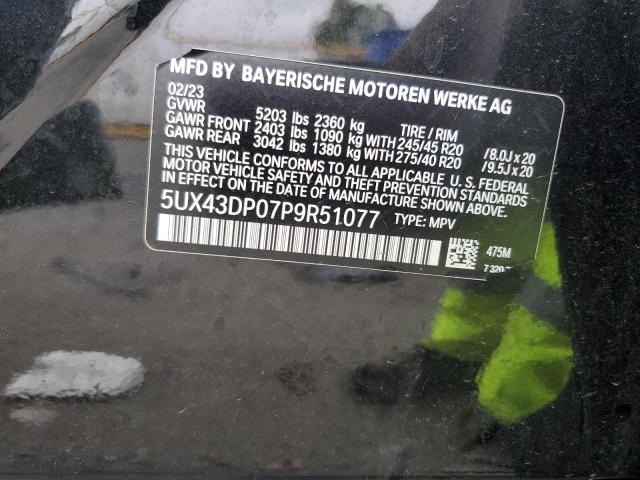 MFD BY BAYERISCHE MOTOREN WERKE AG
02/23
GVWR 5203 lbs 2360 kg TIRE / RIM
GAWR FRONT 2403 lbs 1090 kg WITH 245/45 R20 /8.0J x 20
GAWR REAR 3042 lbs 1380 kg WITH 275/40 R20 /9.5J x 20
THIS VEHICLE CONFORMS TO ALL APPLICABLE U. S. FEDERAL
MOTOR VEHICLE SAFETY AND THEFT PREVENTION STANDARDS
IN EFFECT ON THE DATE OF MANUFACTURE SHOWN ABOVE.
5UX43DP07P9R51077 TYPE: MPV
475M
7 320